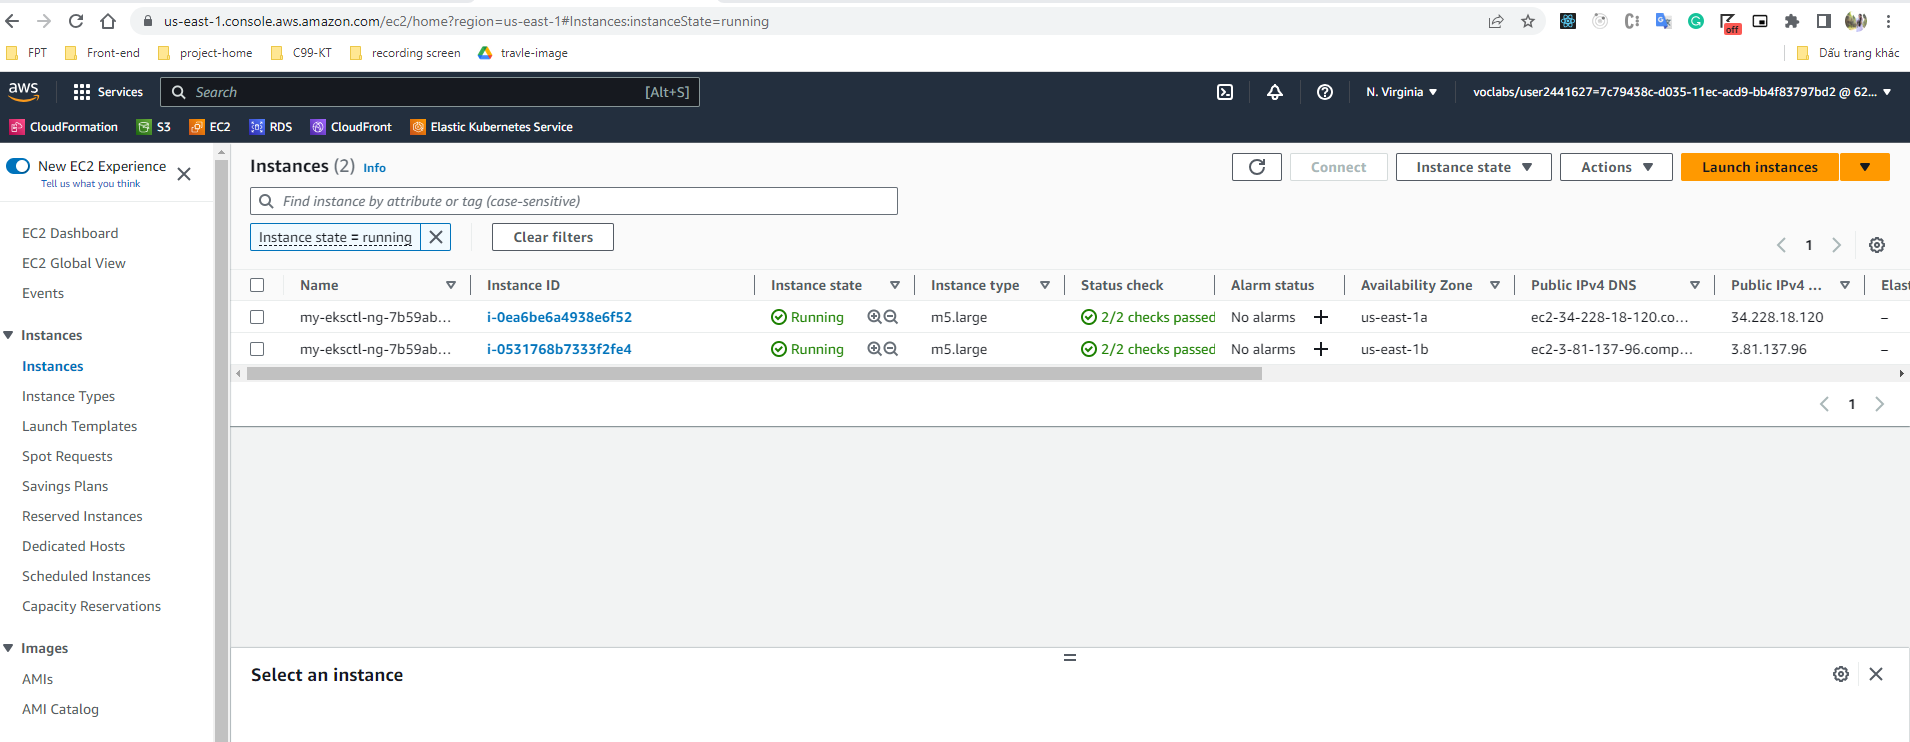 us-east-1.console.aws.amazon.com/ec2/home?region=us-east-1#Instances:instanceState=running
off
FPT Front-end project-home C99-KT recording screen travle-image Dấu trang khác
aws Services Search [Alt+S] N. Virginia voclabs/user2441627=7c79438c-d035-11ec-acd9-bb4f83797bd2 @ 62...
CloudFormation S3 EC2 RDS CloudFront Elastic Kubernetes Service
New EC2 Experience
Tell us what you think
EC2 Dashboard
EC2 Global View
Events
Instances
Instances
Instance Types
Launch Templates
Spot Requests
Savings Plans
Reserved Instances
Dedicated Hosts
Scheduled Instances
Capacity Reservations
Images
AMIs
AMI Catalog
Instances (2) Info
Connect Instance state Actions Launch instances
Find instance by attribute or tag (case-sensitive)
Instance state = running Clear filters
1
Name Instance ID Instance state Instance type Status check Alarm status Availability Zone Public IPv4 DNS Public IPv4 ... Elast
my-eksctl-ng-7b59ab... i-0ea6be6a4938e6f52 Running m5.large 2/2 checks passed No alarms + us-east-1a ec2-34-228-18-120.co... 34.228.18.120 –
my-eksctl-ng-7b59ab... i-0531768b7333f2fe4 Running m5.large 2/2 checks passed No alarms + us-east-1b ec2-3-81-137-96.comp... 3.81.137.96 –
1
Select an instance